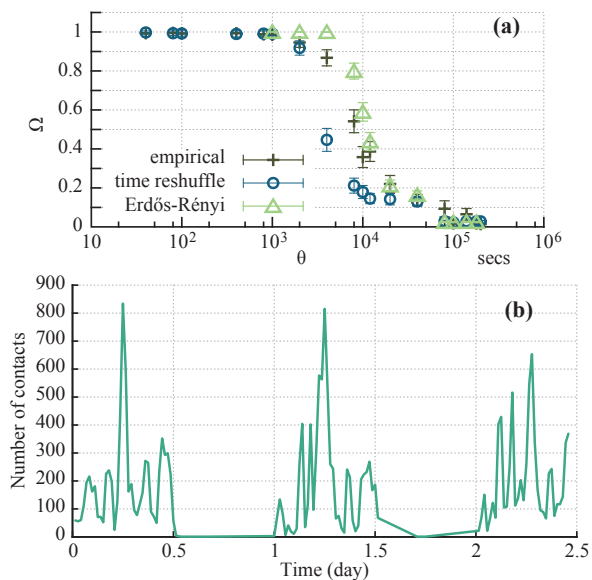 (a)
1
0.8
0.6
0.4
0.2
0
Ω
empirical
time reshuffle
Erdős-Rényi
10 10² 10³ 10⁴ 10⁵ 10⁶
θ secs
(b)
900
800
700
600
500
400
300
200
100
0
Number of contacts
0 0.5 1 1.5 2 2.5
Time (day)